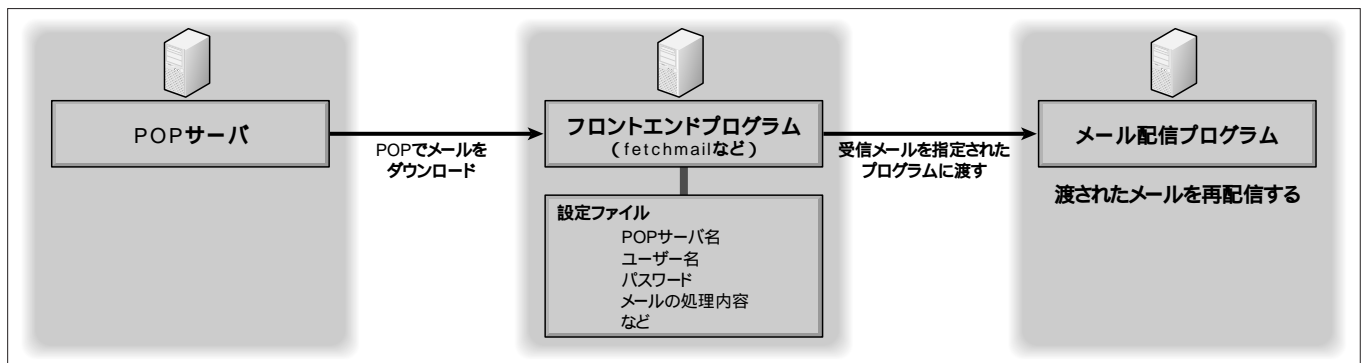 POPサーバ
POPでメールを
ダウンロード
フロントエンドプログラム
(fetchmailなど)
設定ファイル
POPサーバ名
ユーザー名
パスワード
メールの処理内容
など
受信メールを指定された
プログラムに渡す
メール配信プログラム
渡されたメールを再配信する